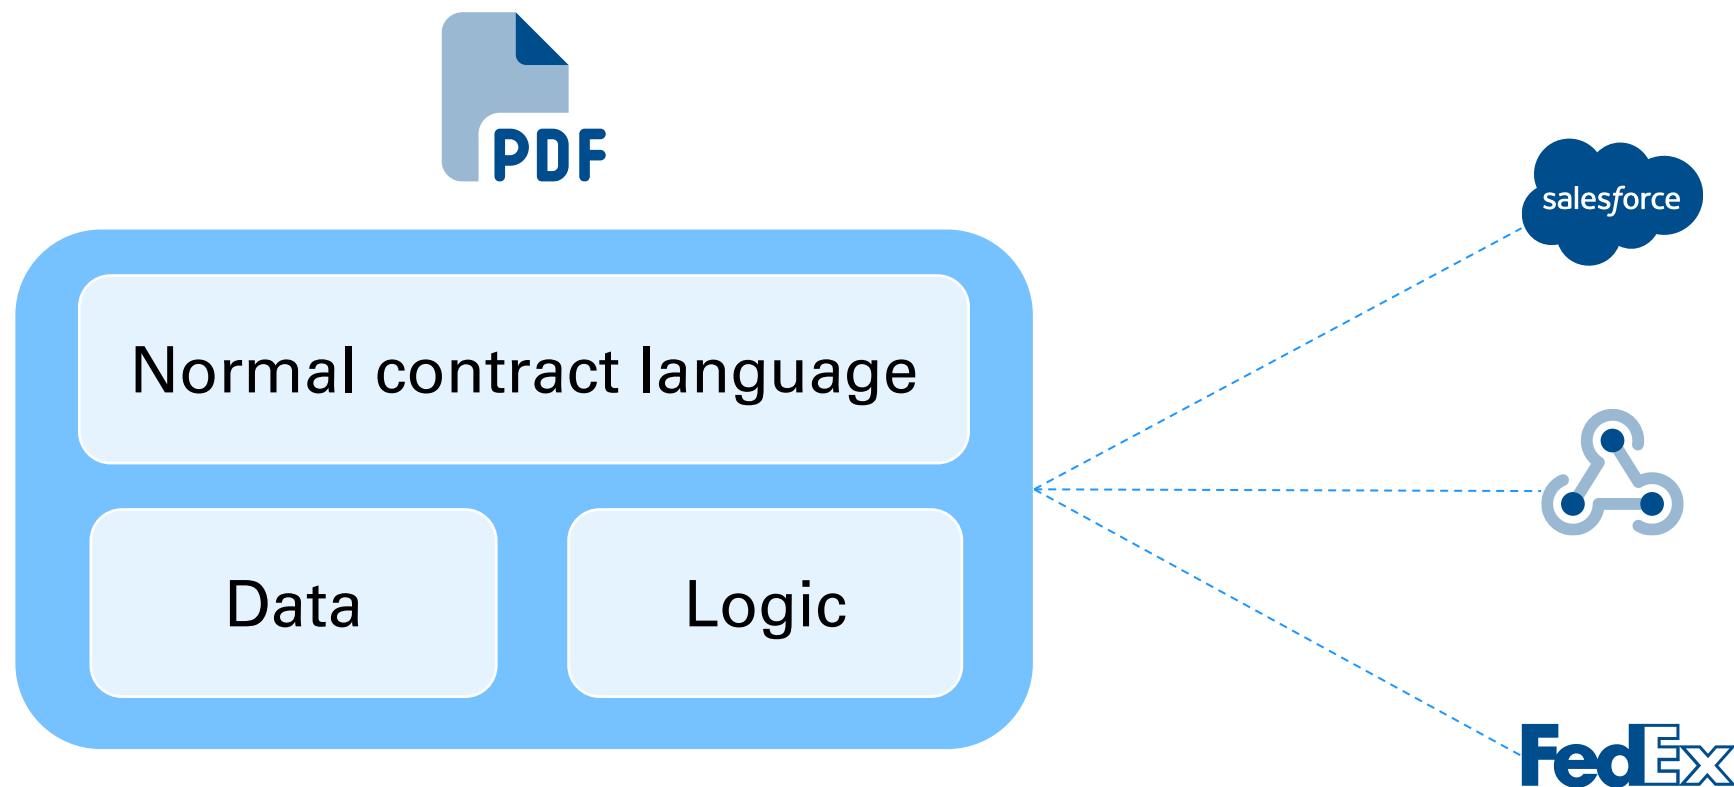 PDF
salesforce
Normal contract language
Data
Logic
FedEx